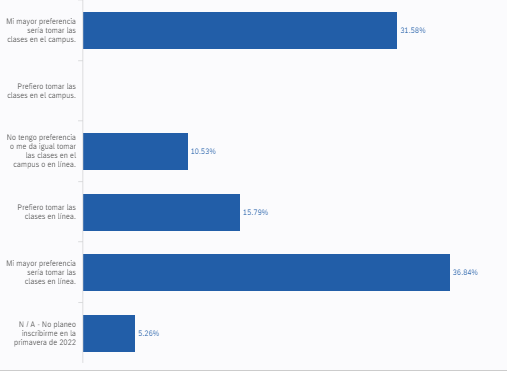 Mi mayor preferencia
sería tomar las
clases en el campus.
31.58%
Prefiero tomar las
clases en el campus.
No tengo preferencia
o me da igual tomar
las clases en el
campus o en línea.
10.53%
Prefiero tomar las
clases en línea.
15.79%
Mi mayor preferencia
sería tomar las
clases en línea.
36.84%
N / A - No planeo
inscribirme en la
primavera de 2022
5.26%